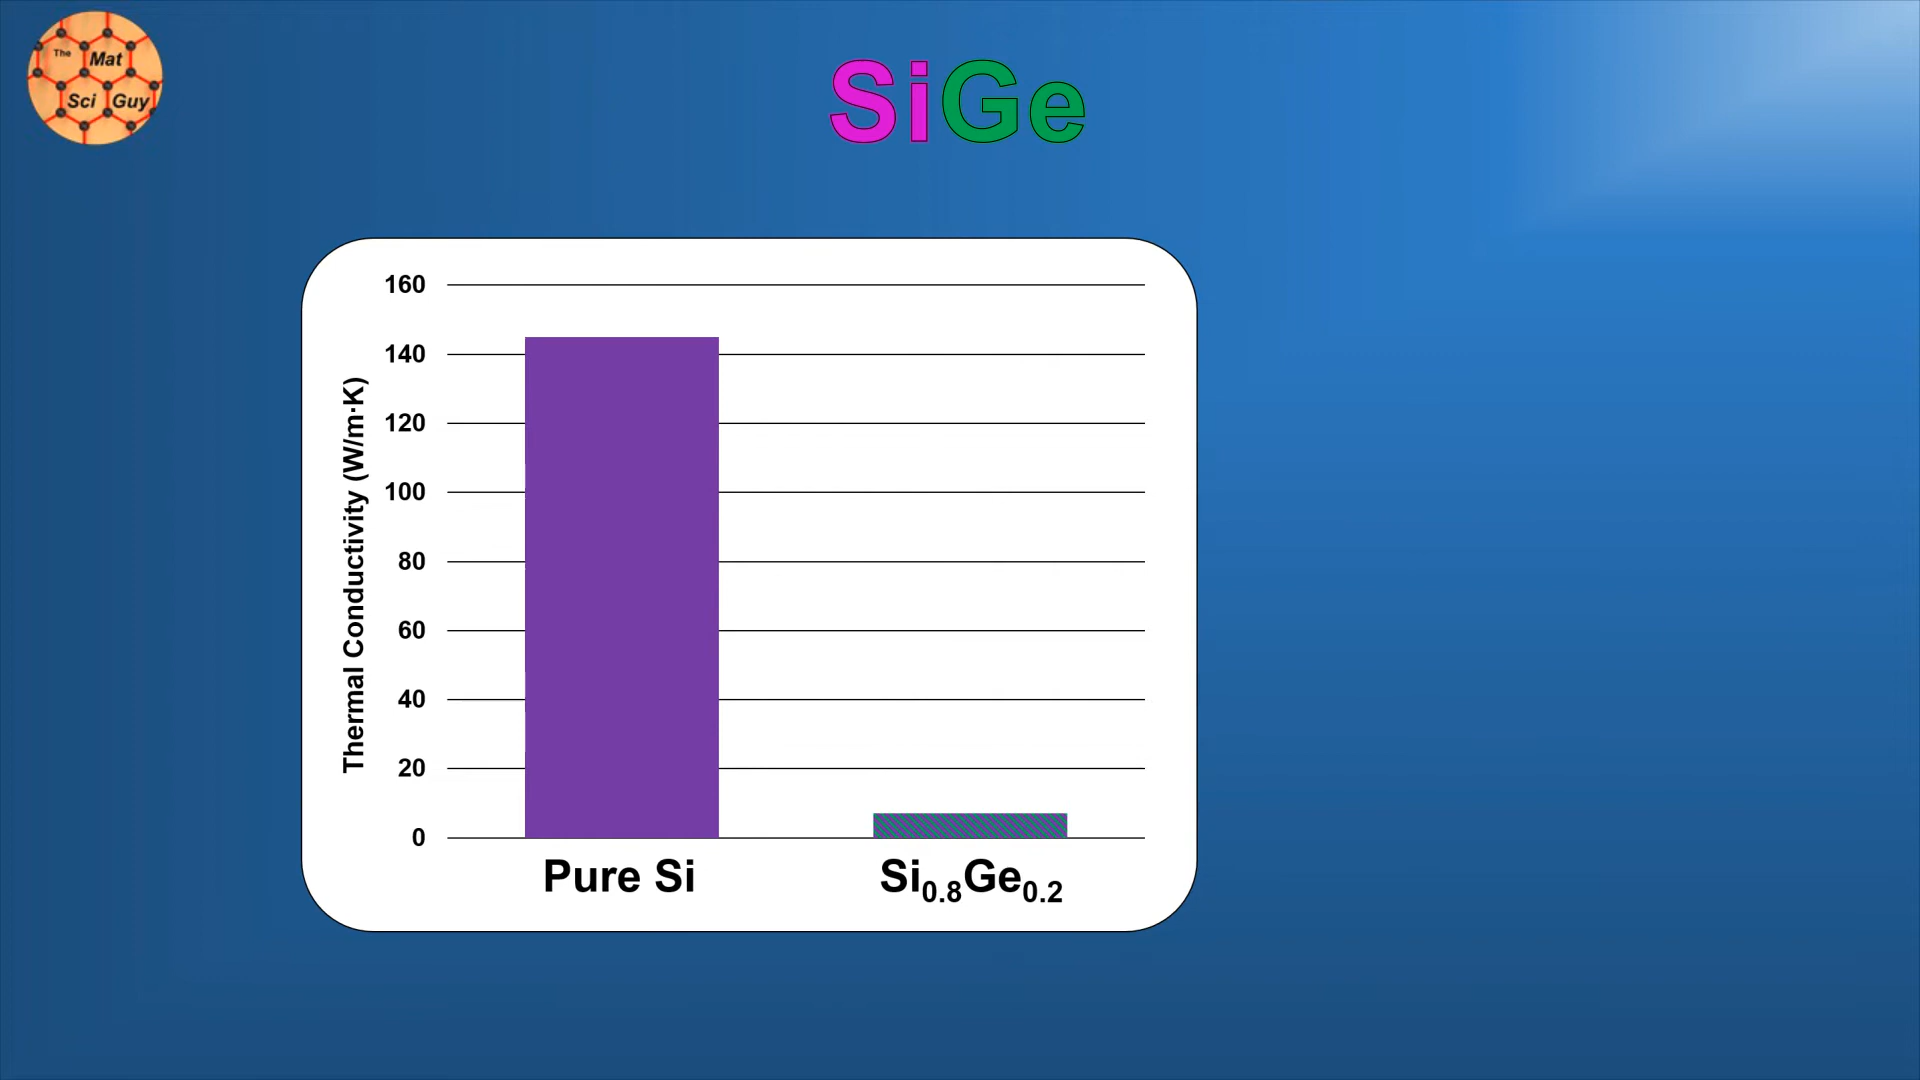 The
Mat
Sci Guy
SiGe
160
140
120
100
80
60
40
20
0
Thermal Conductivity (W/m·K)
Pure Si
Si0.8Ge0.2